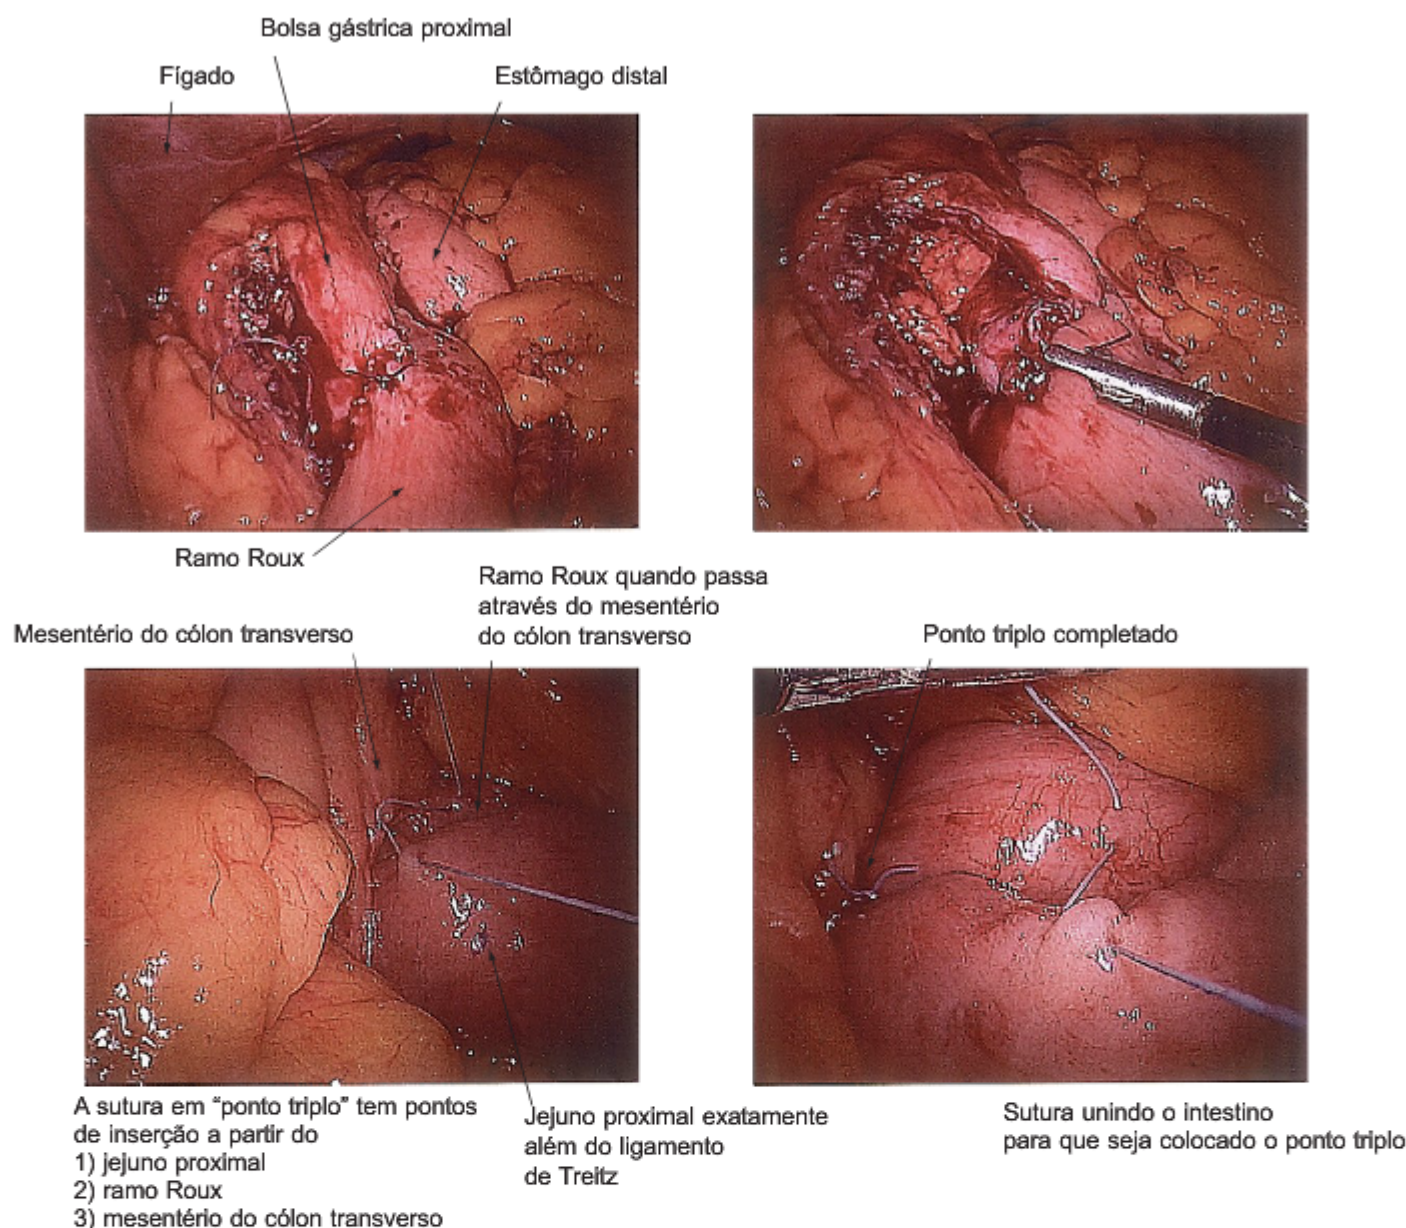 Bolsa gástrica proximal
Fígado
Estômago distal
Ramo Roux
Ramo Roux quando passa
através do mesentério
do cólon transverso
Mesentério do cólon transverso
Ponto triplo completado
A sutura em “ponto triplo” tem pontos
de inserção a partir do
1) jejuno proximal
2) ramo Roux
3) mesentério do cólon transverso
Jejuno proximal exatamente
além do ligamento
de Treitz
Sutura unindo o intestino
para que seja colocado o ponto triplo